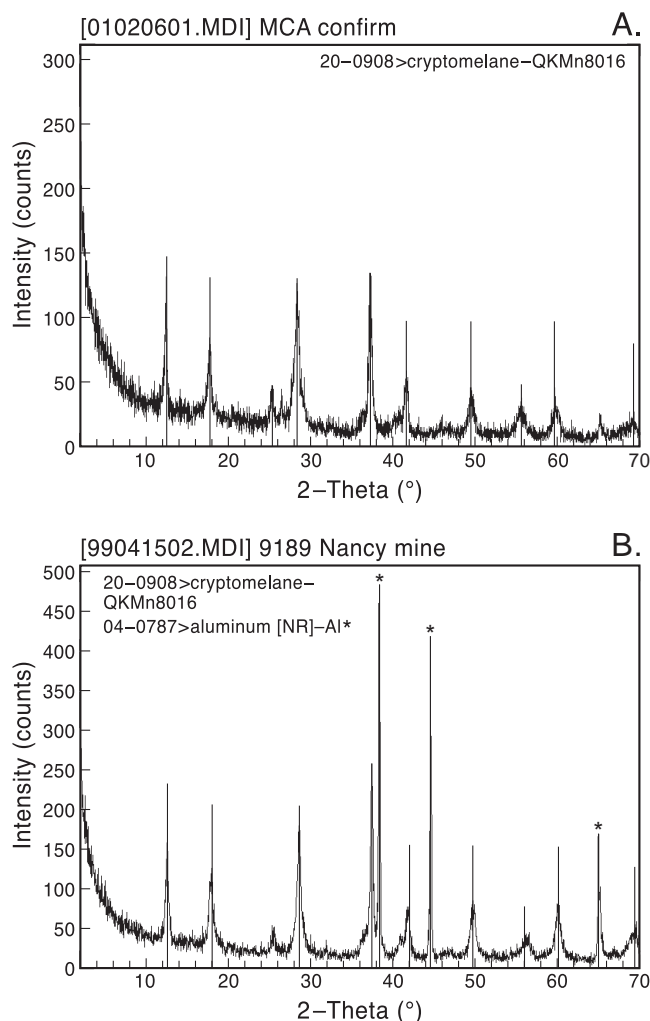 [01020601.MDI] MCA confirm A.
20–0908>cryptomelane–QKMn8016
300
250
200
150
100
50
0
Intensity (counts)
10 20 30 40 50 60 70
2–Theta (°)
[99041502.MDI] 9189 Nancy mine B.
20–0908>cryptomelane–
QKMn8016
04–0787>aluminum [NR]–Al*
*
*
*
500
450
400
350
300
250
200
150
100
50
0
Intensity (counts)
10 20 30 40 50 60 70
2–Theta (°)